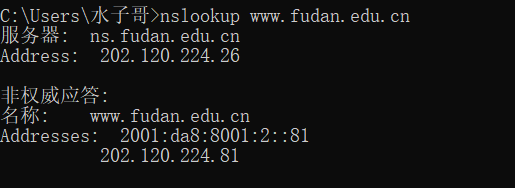 C:\Users\水子哥>nslookup www.fudan.edu.cn
服务器:  ns.fudan.edu.cn
Address:  202.120.224.26

非权威应答:
名称:    www.fudan.edu.cn
Addresses:  2001:da8:8001:2::81
          202.120.224.81